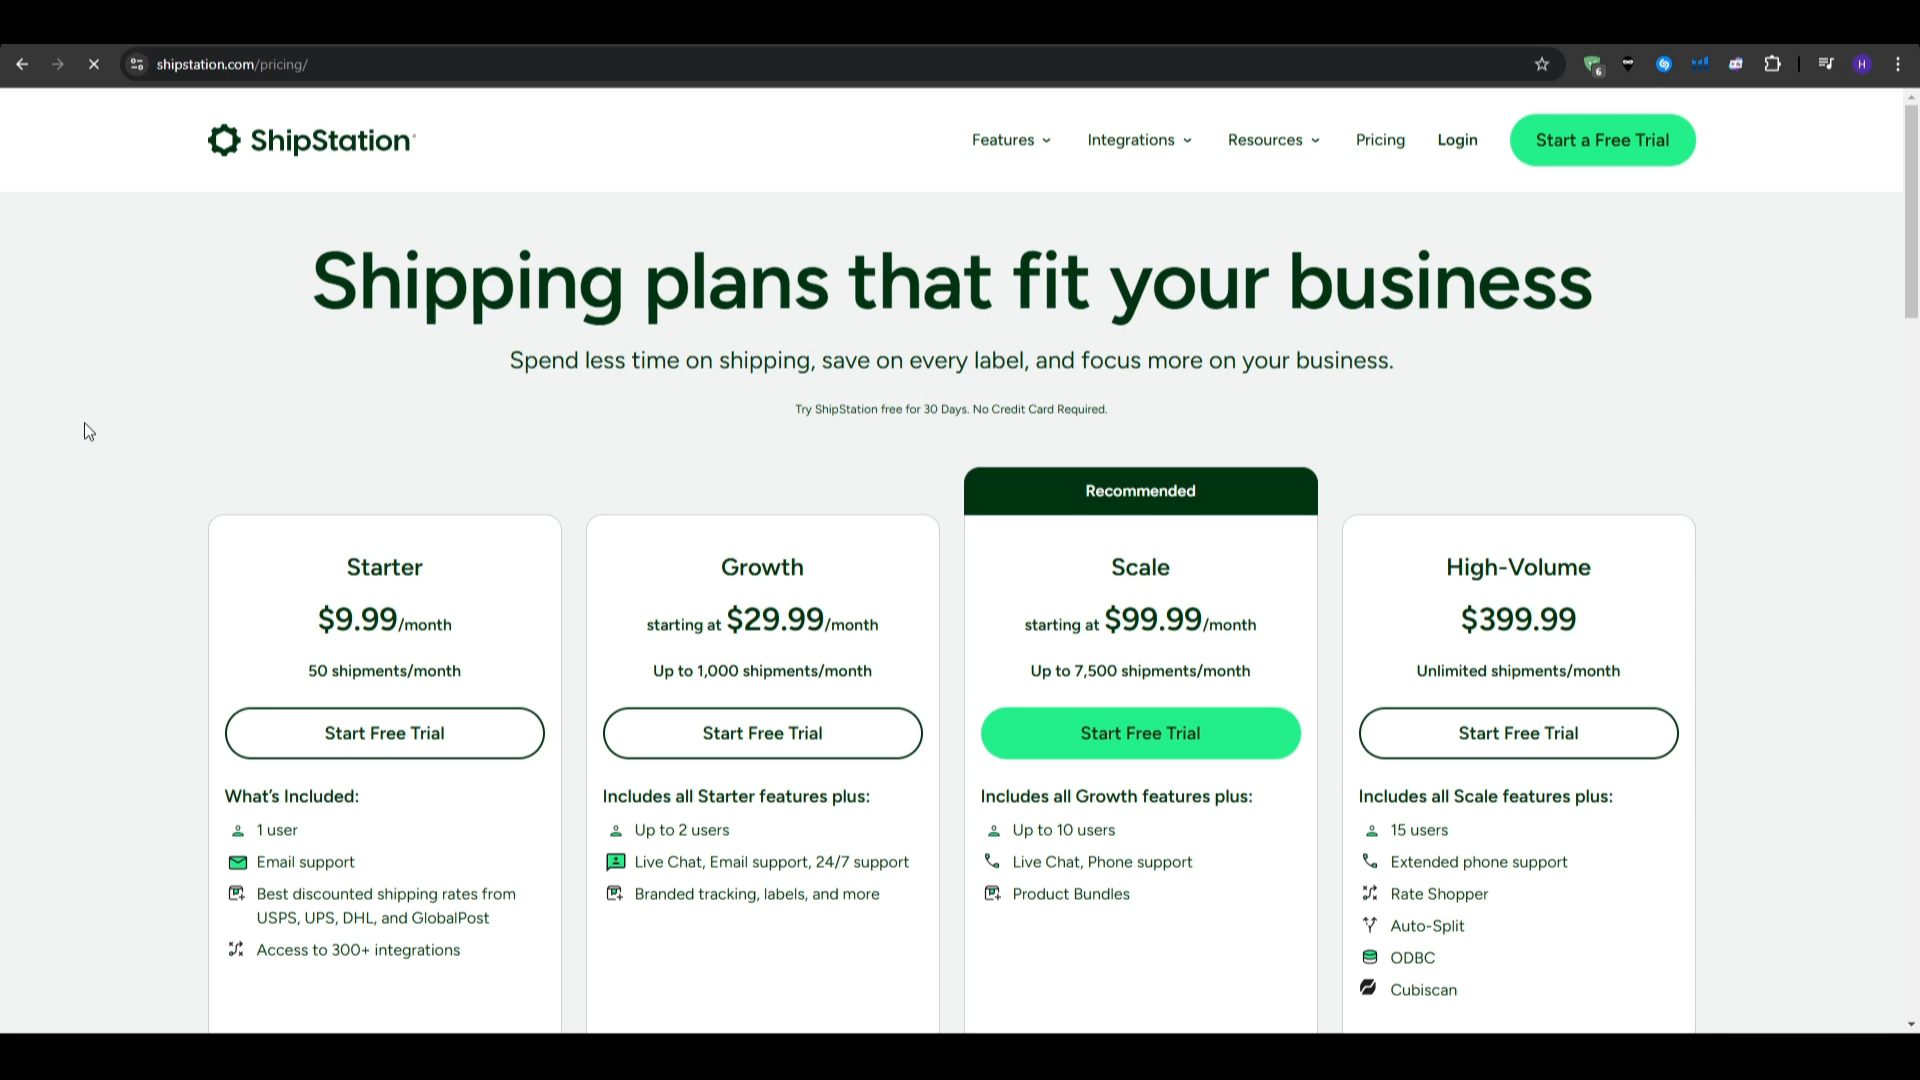 shipstation.com/pricing/
6
H
ShipStation
Features
Integrations
Resources
Pricing
Login
Start a Free Trial
Shipping plans that fit your business
Spend less time on shipping, save on every label, and focus more on your business.
Try ShipStation free for 30 Days. No Credit Card Required.
Starter
$9.99/month
50 shipments/month
Start Free Trial
What's Included:
1 user
Email support
Best discounted shipping rates from
USPS, UPS, DHL, and GlobalPost
Access to 300+ integrations
Growth
starting at $29.99/month
Up to 1,000 shipments/month
Start Free Trial
Includes all Starter features plus:
Up to 2 users
Live Chat, Email support, 24/7 support
Branded tracking, labels, and more
Recommended
Scale
starting at $99.99/month
Up to 7,500 shipments/month
Start Free Trial
Includes all Growth features plus:
Up to 10 users
Live Chat, Phone support
Product Bundles
High-Volume
$399.99
Unlimited shipments/month
Start Free Trial
Includes all Scale features plus:
15 users
Extended phone support
Rate Shopper
Auto-Split
ODBC
Cubiscan